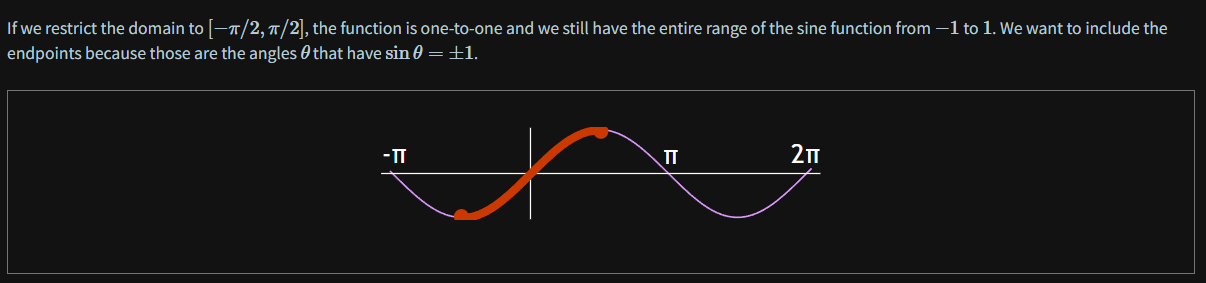 If we restrict the domain to [−π/2, π/2], the function is one-to-one and we still have the entire range of the sine function from −1 to 1. We want to include the
endpoints because those are the angles θ that have sin θ = ±1.
-π
π
2π